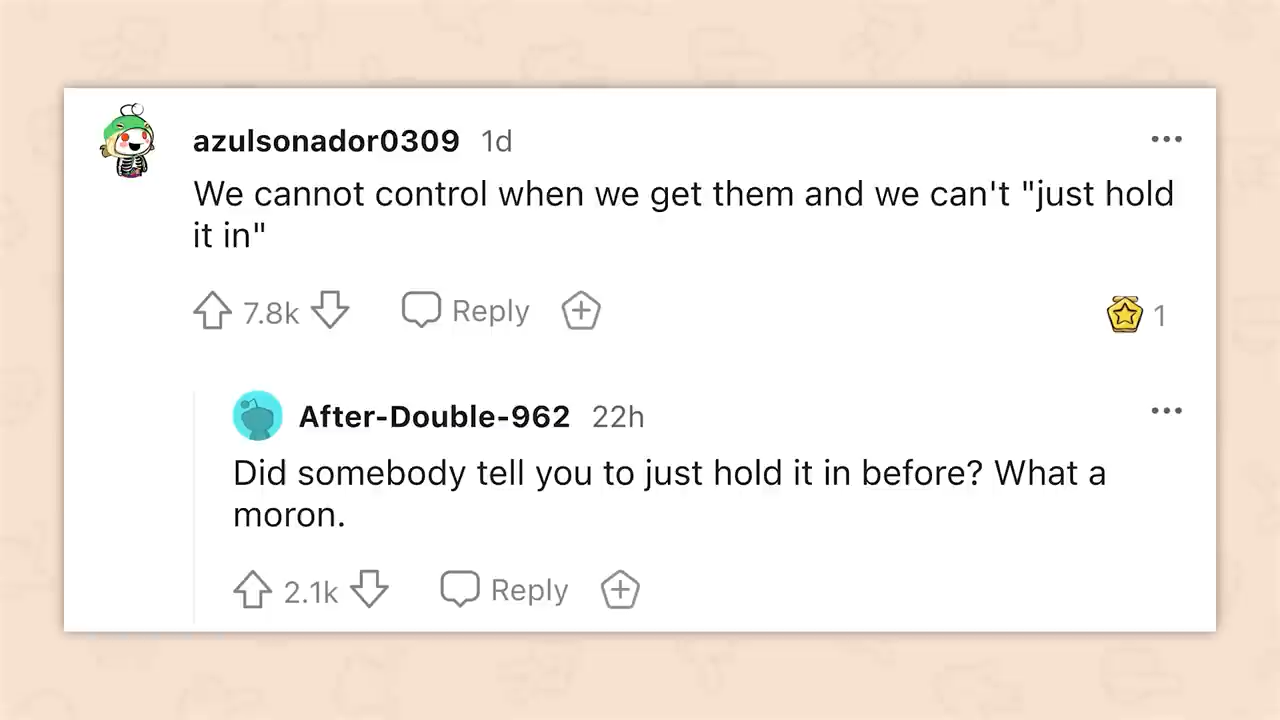 azulsonador0309 1d
We cannot control when we get them and we can't "just hold
it in"
7.8k Reply 1
After-Double-962 22h
Did somebody tell you to just hold it in before? What a
moron.
2.1k Reply